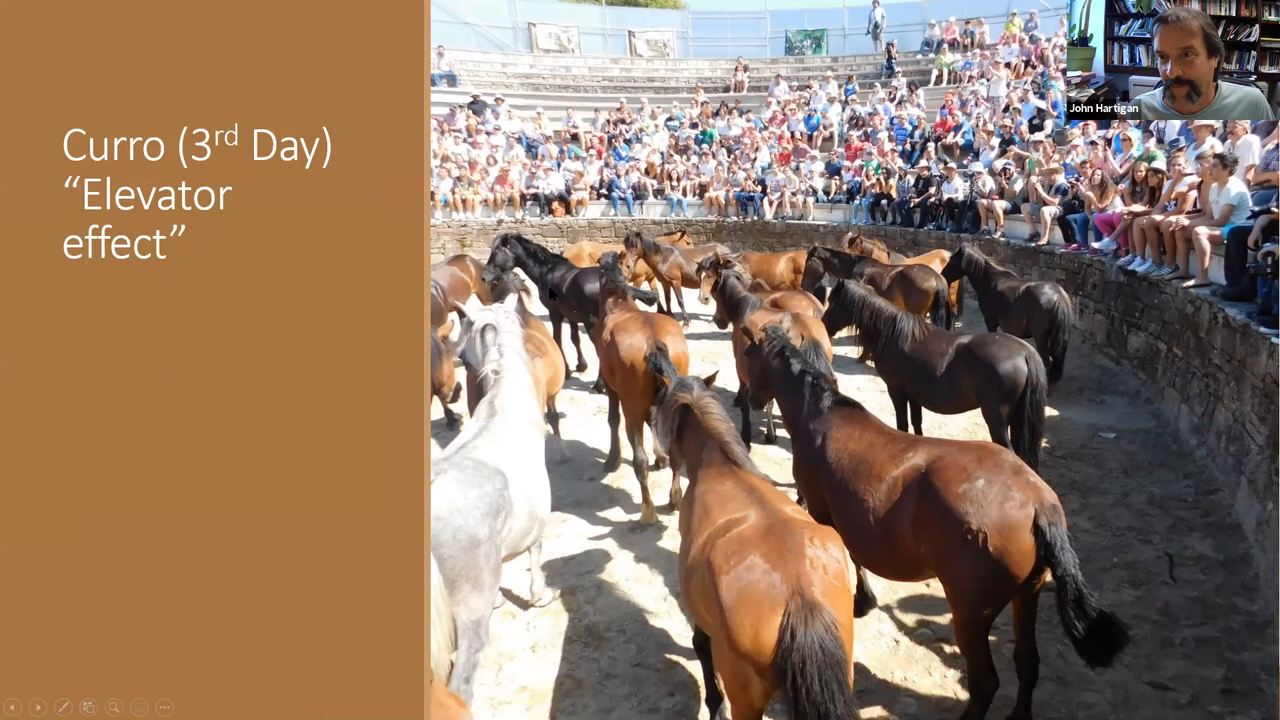 Curro (3rd Day)
“Elevator
effect”
John Hartigan